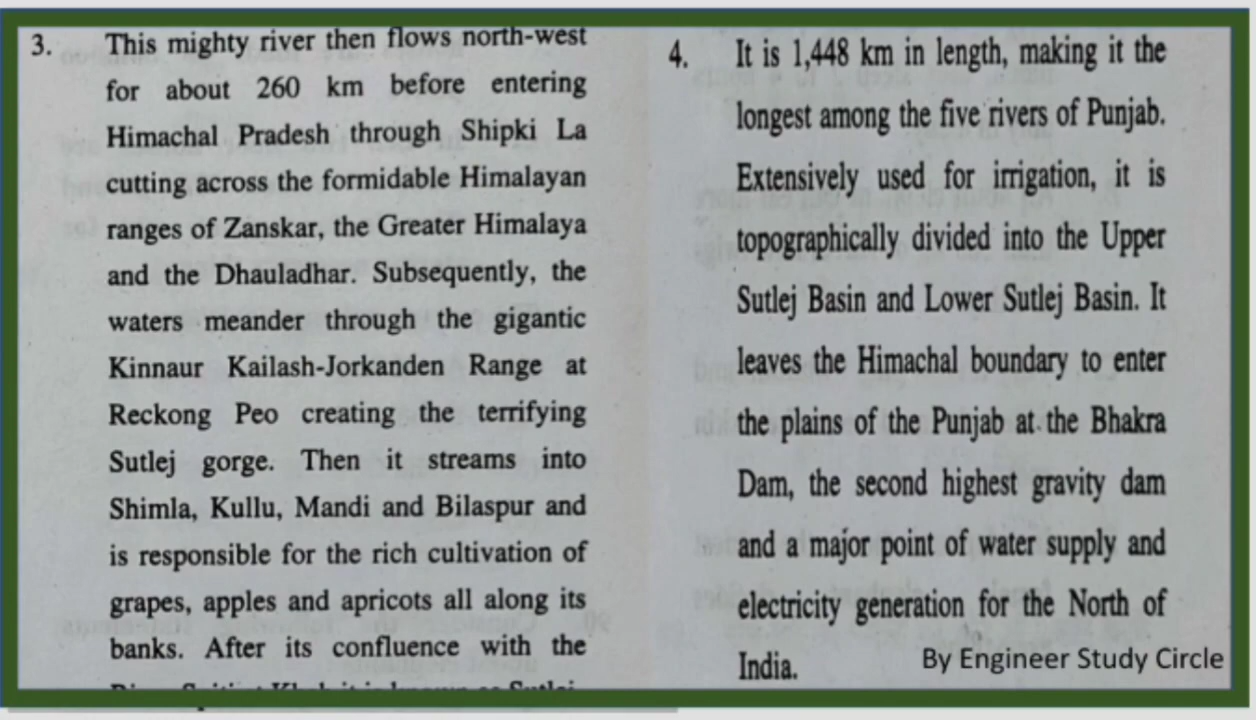 3. This mighty river then flows north-west
for about 260 km before entering
Himachal Pradesh through Shipki La
cutting across the formidable Himalayan
ranges of Zanskar, the Greater Himalaya
and the Dhauladhar. Subsequently, the
waters meander through the gigantic
Kinnaur Kailash-Jorkanden Range at
Reckong Peo creating the terrifying
Sutlej gorge. Then it streams into
Shimla, Kullu, Mandi and Bilaspur and
is responsible for the rich cultivation of
grapes, apples and apricots all along its
banks. After its confluence with the
4. It is 1,448 km in length, making it the
longest among the five rivers of Punjab.
Extensively used for irrigation, it is
topographically divided into the Upper
Sutlej Basin and Lower Sutlej Basin. It
leaves the Himachal boundary to enter
the plains of the Punjab at the Bhakra
Dam, the second highest gravity dam
and a major point of water supply and
electricity generation for the North of
India.
By Engineer Study Circle